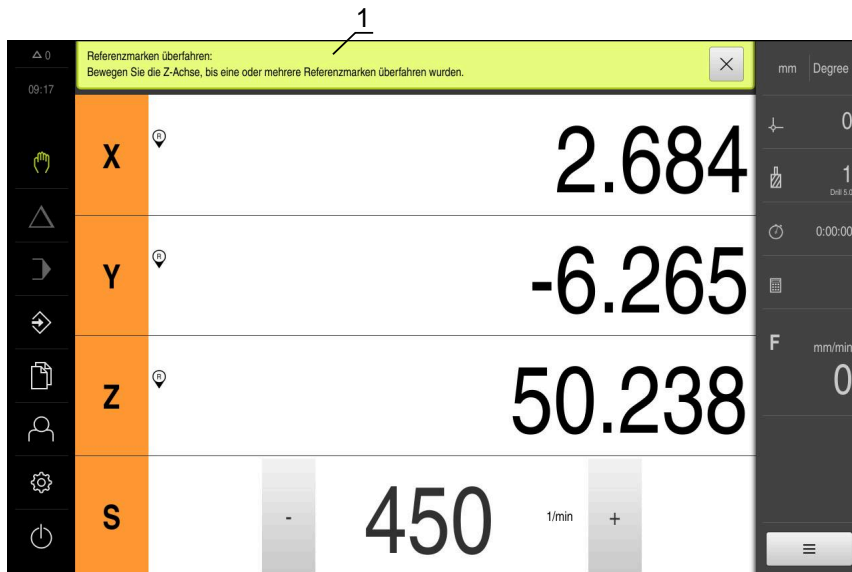 1
0
09:17
Referenzmarken überfahren:
Bewegen Sie die Z-Achse, bis eine oder mehrere Referenzmarken überfahren wurden.
mm Degree
X R 2.684
Y R -6.265
Z R 50.238
S - 450 1/min +
0
1
Drill 5.0
0:00:00
F mm/min
0